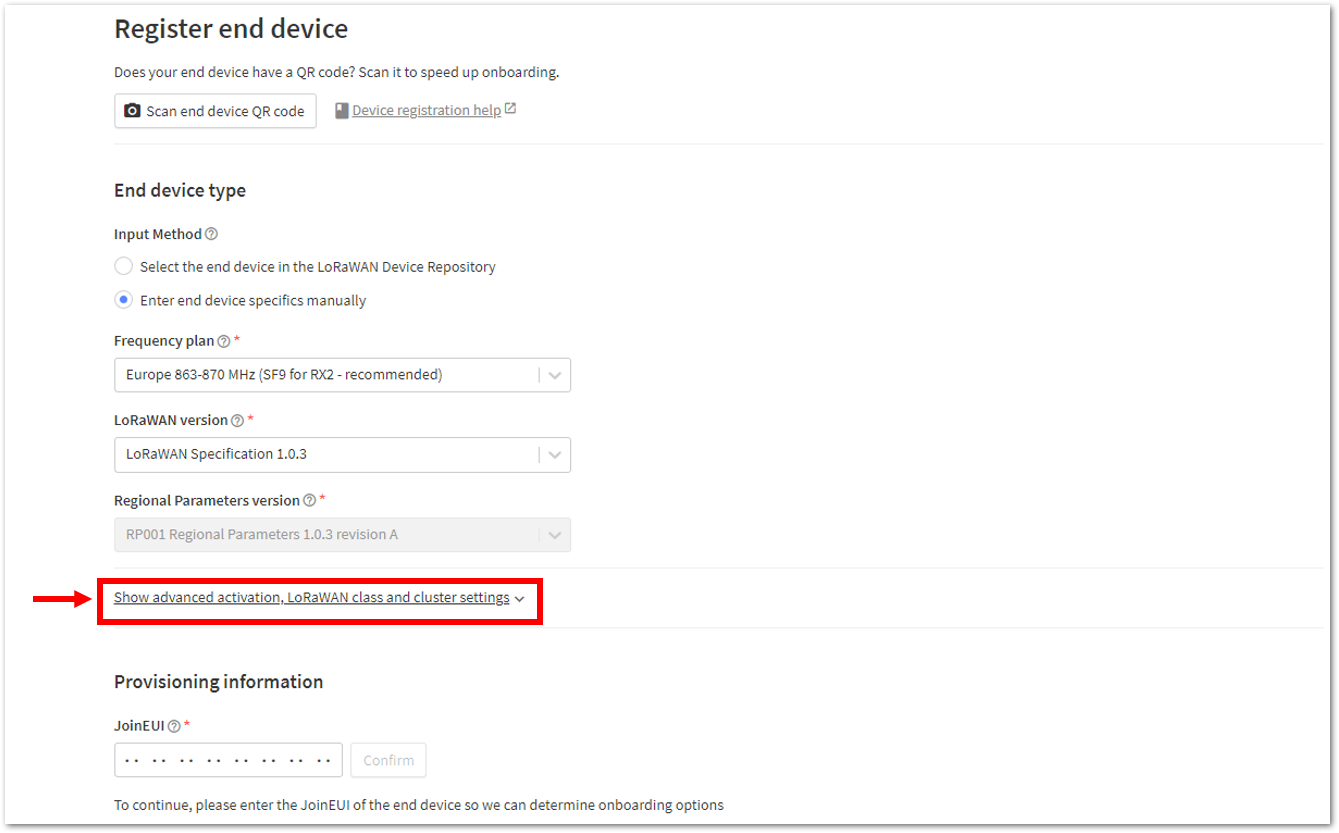 Register end device
Does your end device have a QR code? Scan it to speed up onboarding.
Scan end device QR code
Device registration help
End device type
Input Method
Select the end device in the LoRaWAN Device Repository
Enter end device specifics manually
Frequency plan *
Europe 863-870 MHz (SF9 for RX2 - recommended)
LoRaWAN version *
LoRaWAN Specification 1.0.3
Regional Parameters version *
RP001 Regional Parameters 1.0.3 revision A
Show advanced activation, LoRaWAN class and cluster settings
Provisioning information
JoinEUI *
·· ·· ·· ·· ·· ·· ·· ··
Confirm
To continue, please enter the JoinEUI of the end device so we can determine onboarding options